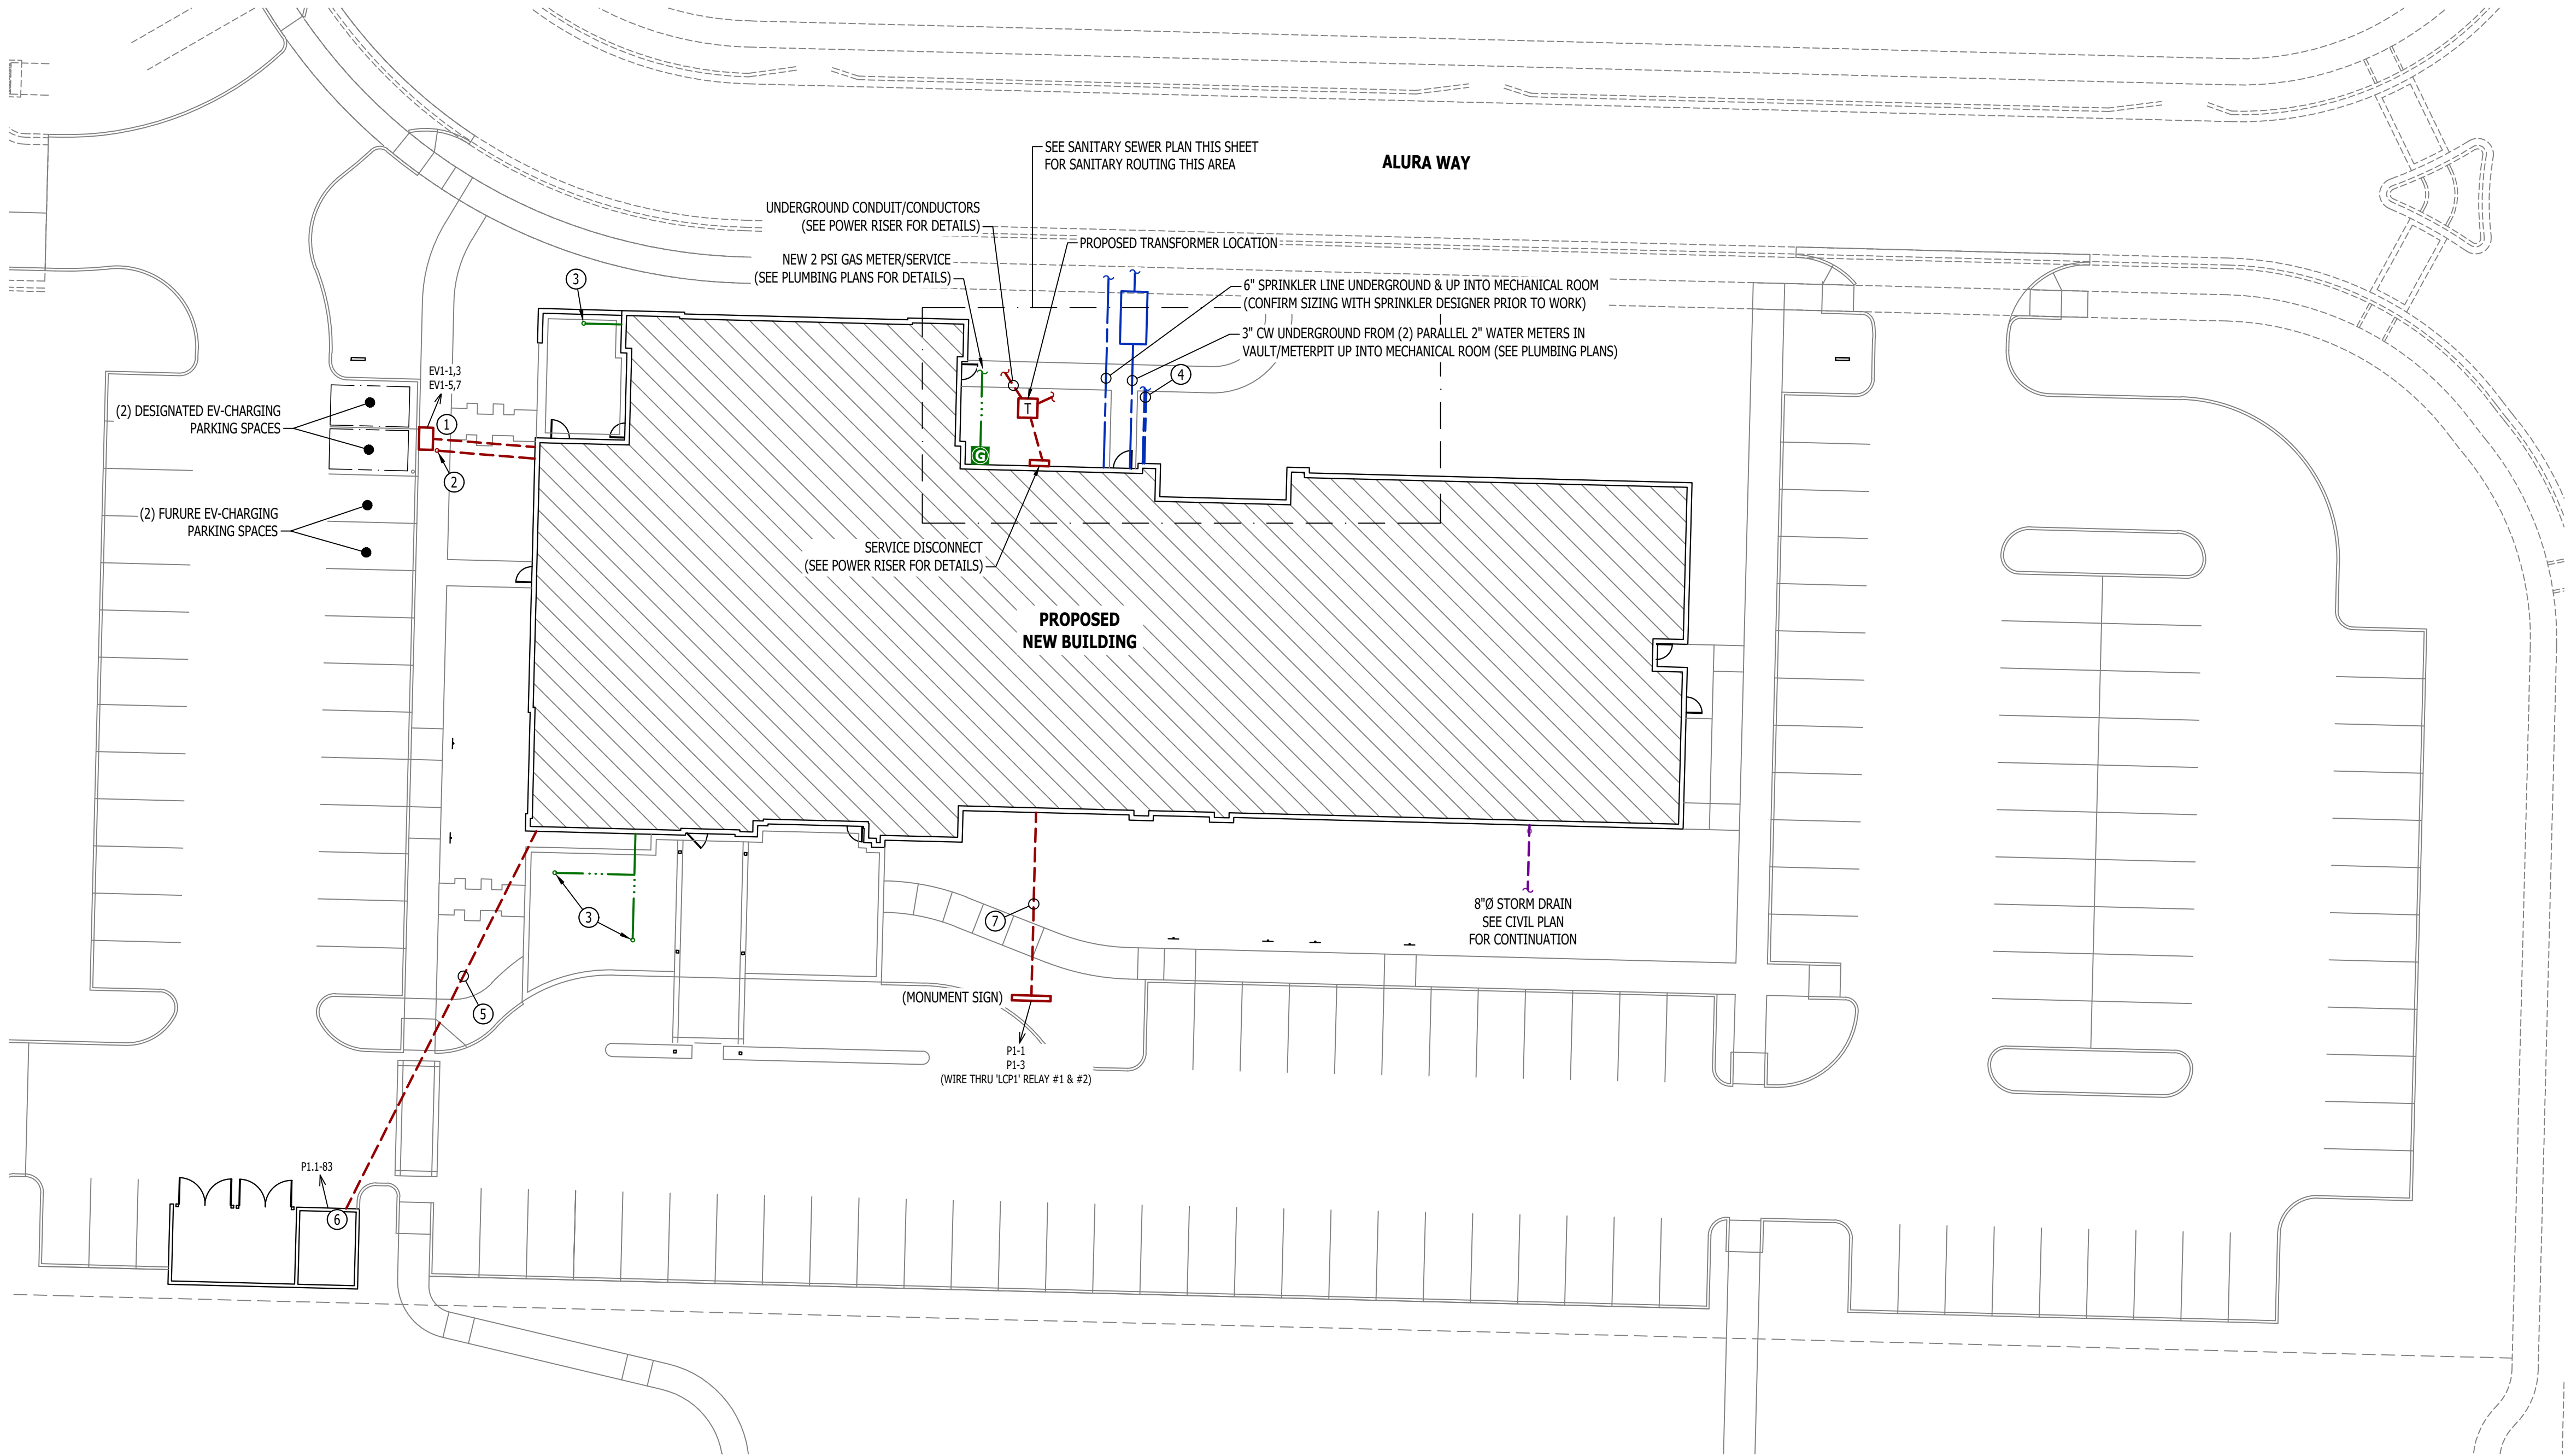 SEE SANITARY SEWER PLAN THIS SHEET
FOR SANITARY ROUTING THIS AREA
ALURA WAY
UNDERGROUND CONDUIT/CONDUCTORS
(SEE POWER RISER FOR DETAILS)
PROPOSED TRANSFORMER LOCATION
NEW 2 PSI GAS METER/SERVICE
(SEE PLUMBING PLANS FOR DETAILS)
3
6" SPRINKLER LINE UNDERGROUND & UP INTO MECHANICAL ROOM
(CONFIRM SIZING WITH SPRINKLER DESIGNER PRIOR TO WORK)
3" CW UNDERGROUND FROM (2) PARALLEL 2" WATER METERS IN
VAULT/METERPIT UP INTO MECHANICAL ROOM (SEE PLUMBING PLANS)
4
EV1-1,3
EV1-5,7
(2) DESIGNATED EV-CHARGING
PARKING SPACES
1
T
G
2
(2) FURURE EV-CHARGING
PARKING SPACES
SERVICE DISCONNECT
(SEE POWER RISER FOR DETAILS)
PROPOSED
NEW BUILDING
3
7
8"Ø STORM DRAIN
SEE CIVIL PLAN
FOR CONTINUATION
5
(MONUMENT SIGN)
P1-1
P1-3
(WIRE THRU 'LCP1' RELAY #1 & #2)
P1.1-83
6